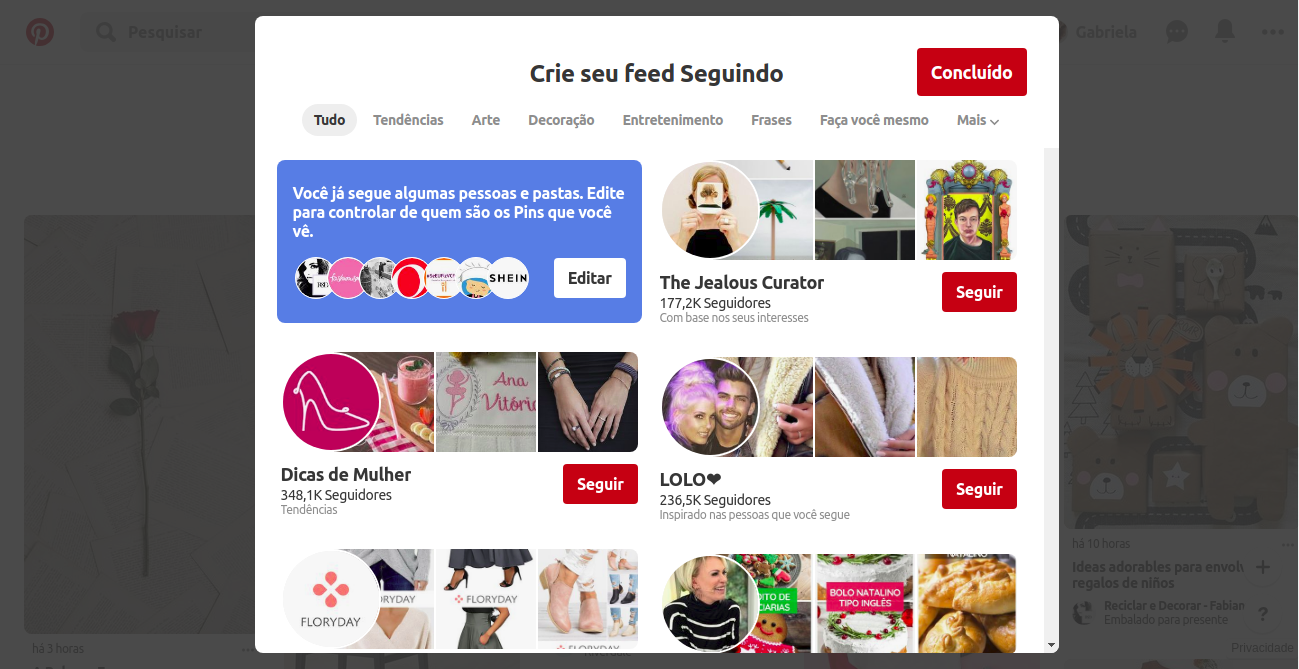 Pesquisar
Gabriela
Crie seu feed Seguindo
Concluído
Tudo
Tendências
Arte
Decoração
Entretenimento
Frases
Faça você mesmo
Mais
Você já segue algumas pessoas e pastas. Edite
para controlar de quem são os Pins que você
vê.
SHEIN
Editar
The Jealous Curator
177,2K Seguidores
Com base nos seus interesses
Seguir
Ana
Vitóri
Dicas de Mulher
348,1K Seguidores
Tendências
Seguir
LOLO❤
236,5K Seguidores
Inspirado nas pessoas que você segue
Seguir
FLORYDAY
FLORYDAY
BOLO NATALINO
TIPO INGLÊS
há 3 horas
há 10 horas
Ideas adorables para envolv
regalos de niños
Reciclar e Decorar - Fabian
Embalado para presente
?
Privacidade